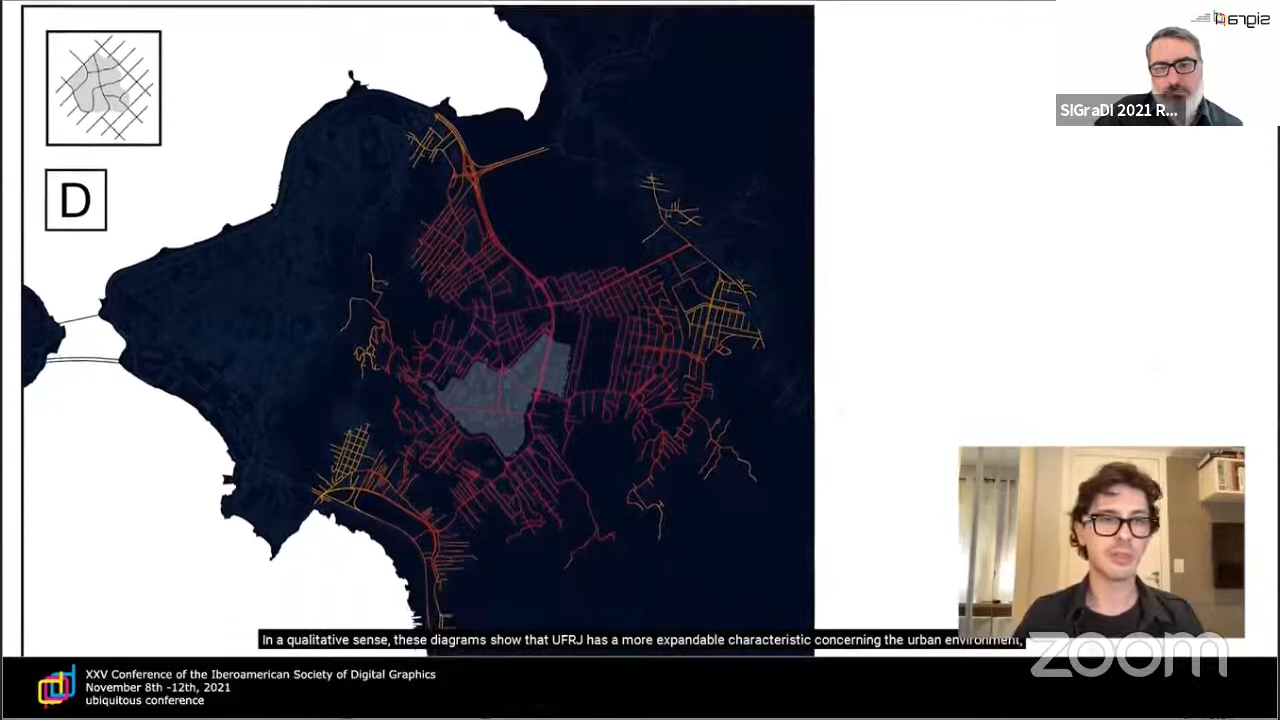 SIGraDI 2021 R...
D
In a qualitative sense, these diagrams show that UFRJ has a more expandable characteristic concerning the urban environment,
zoom
XXV Conference of the Iberoamerican Society of Digital Graphics
November 8th -12th, 2021
ubiquitous conference